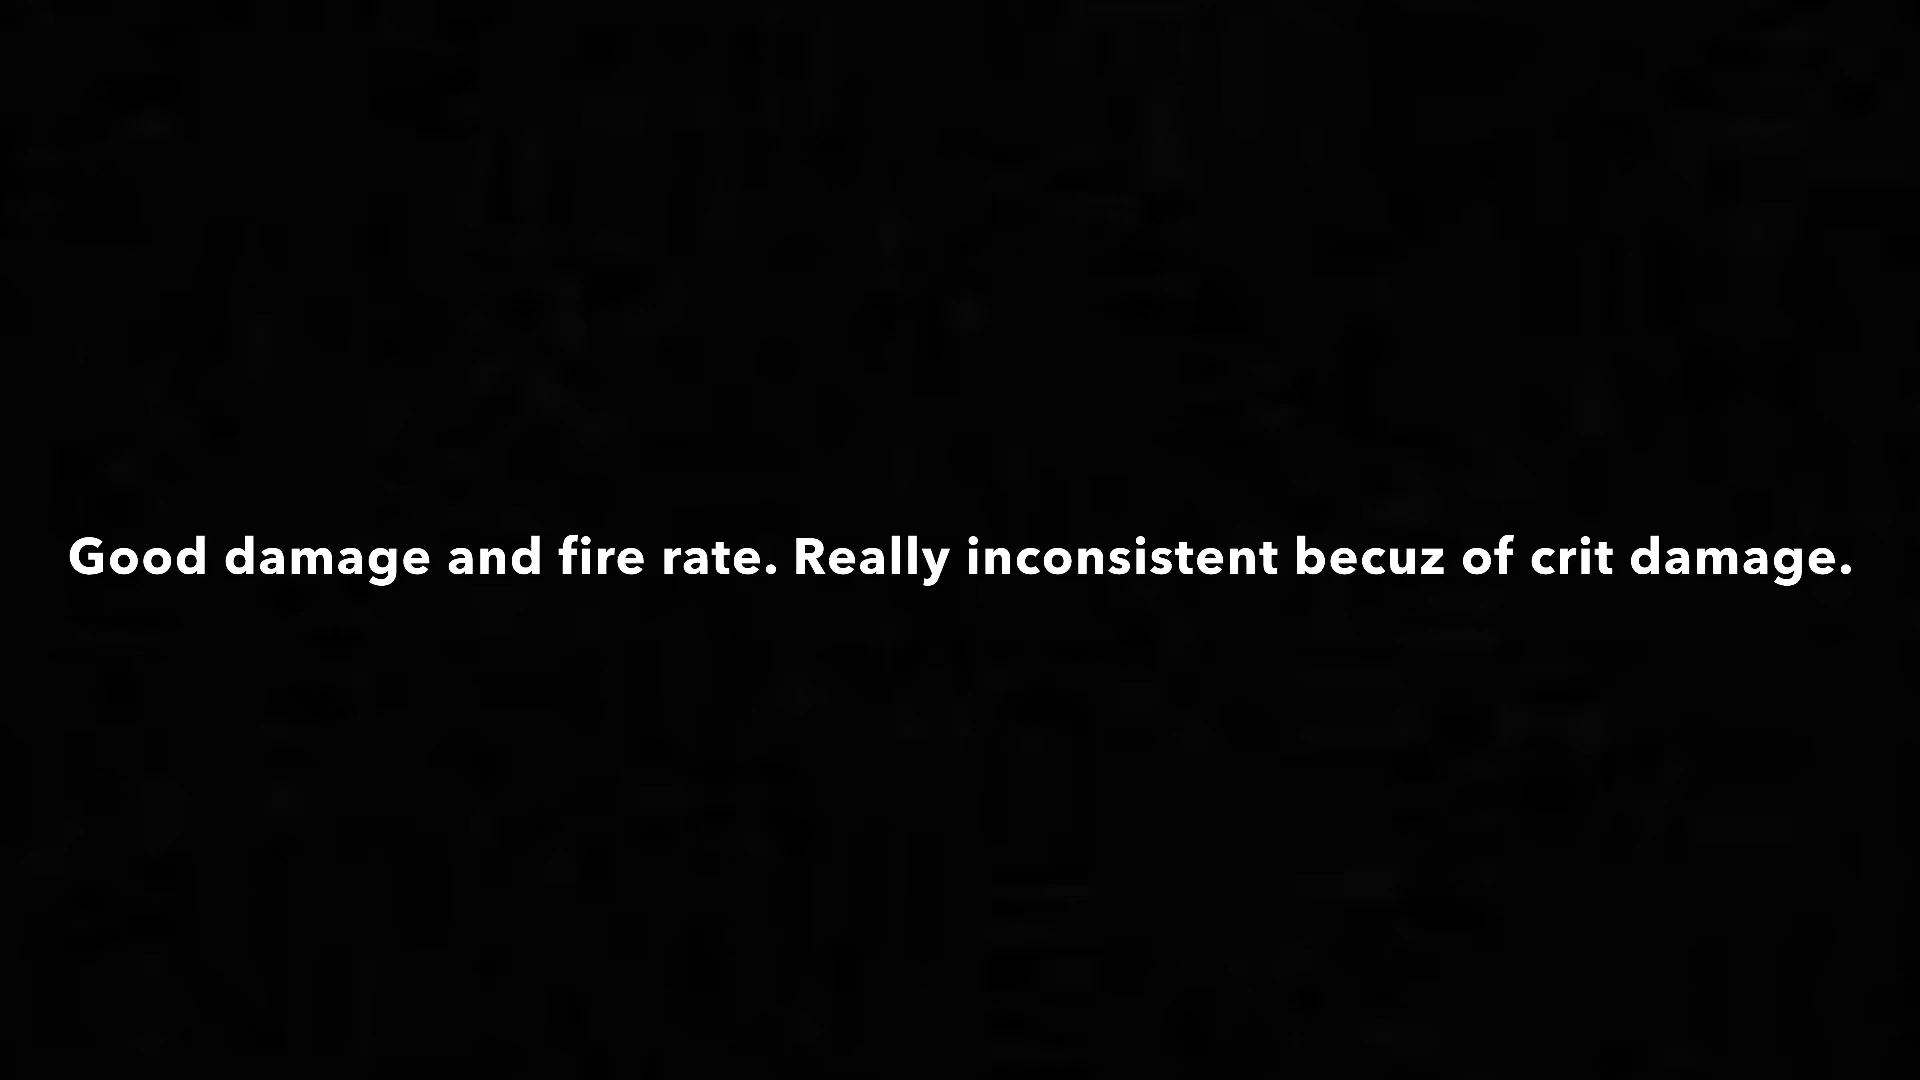 Good damage and fire rate. Really inconsistent becuz of crit damage.